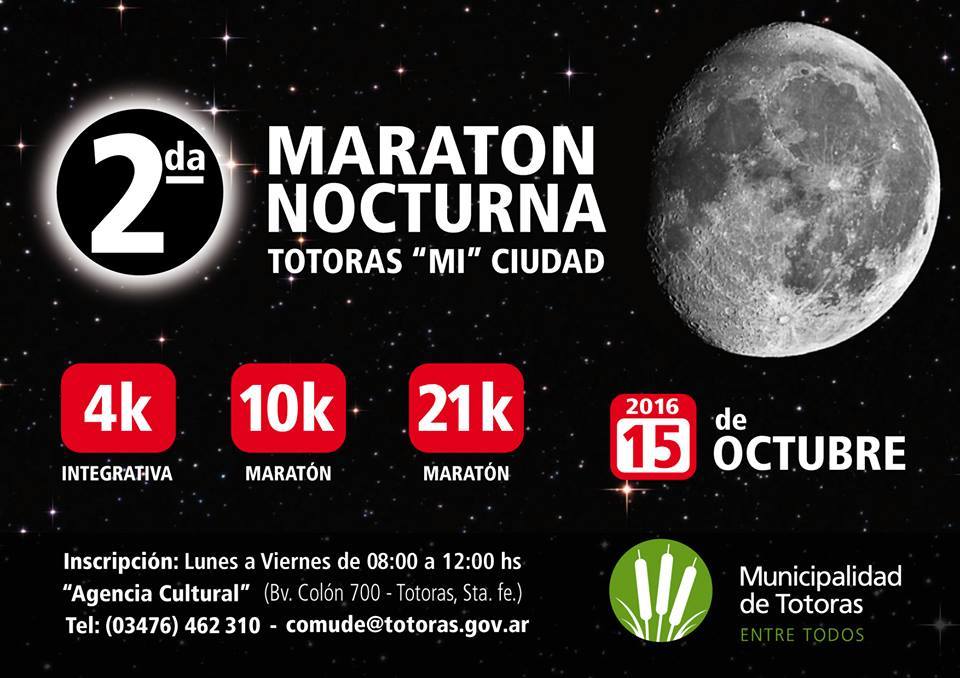 2da
MARATON
NOCTURNA
TOTORAS “MI” CIUDAD
4k
INTEGRATIVA
10k
MARATÓN
21k
MARATÓN
2016
15
de
OCTUBRE
Inscripción: Lunes a Viernes de 08:00 a 12:00 hs
“Agencia Cultural” (Bv. Colón 700 - Totoras, Sta. fe.)
Tel: (03476) 462 310 - comude@totoras.gov.ar
Municipalidad
de Totoras
ENTRE TODOS